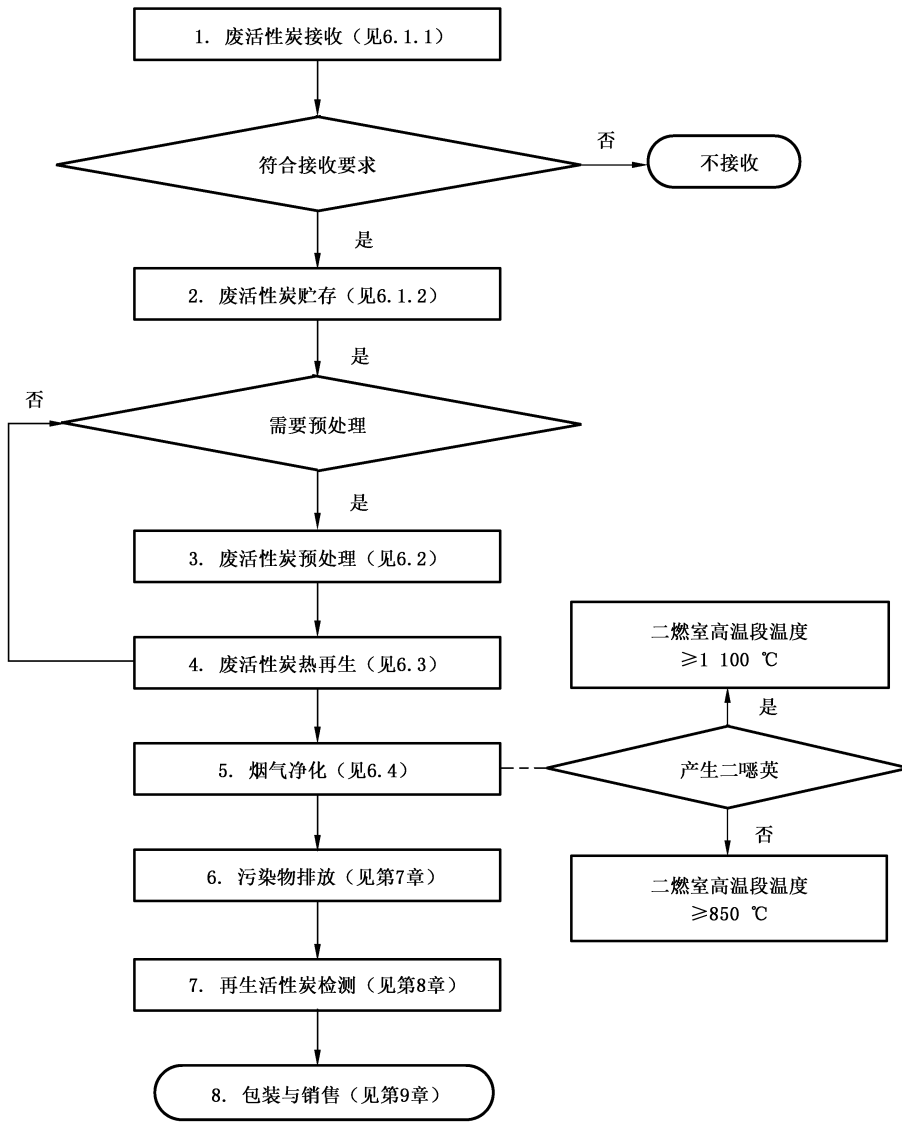 1. 废活性炭接收（见6.1.1）
符合接收要求
否
不接收
是
2. 废活性炭贮存（见6.1.2）
是
否
需要预处理
是
3. 废活性炭预处理（见6.2）
4. 废活性炭热再生（见6.3）
二燃室高温段温度
≥1 100 ℃
是
5. 烟气净化（见6.4）
产生二噁英
否
6. 污染物排放（见第7章）
二燃室高温段温度
≥850 ℃
7. 再生活性炭检测（见第8章）
8. 包装与销售（见第9章）